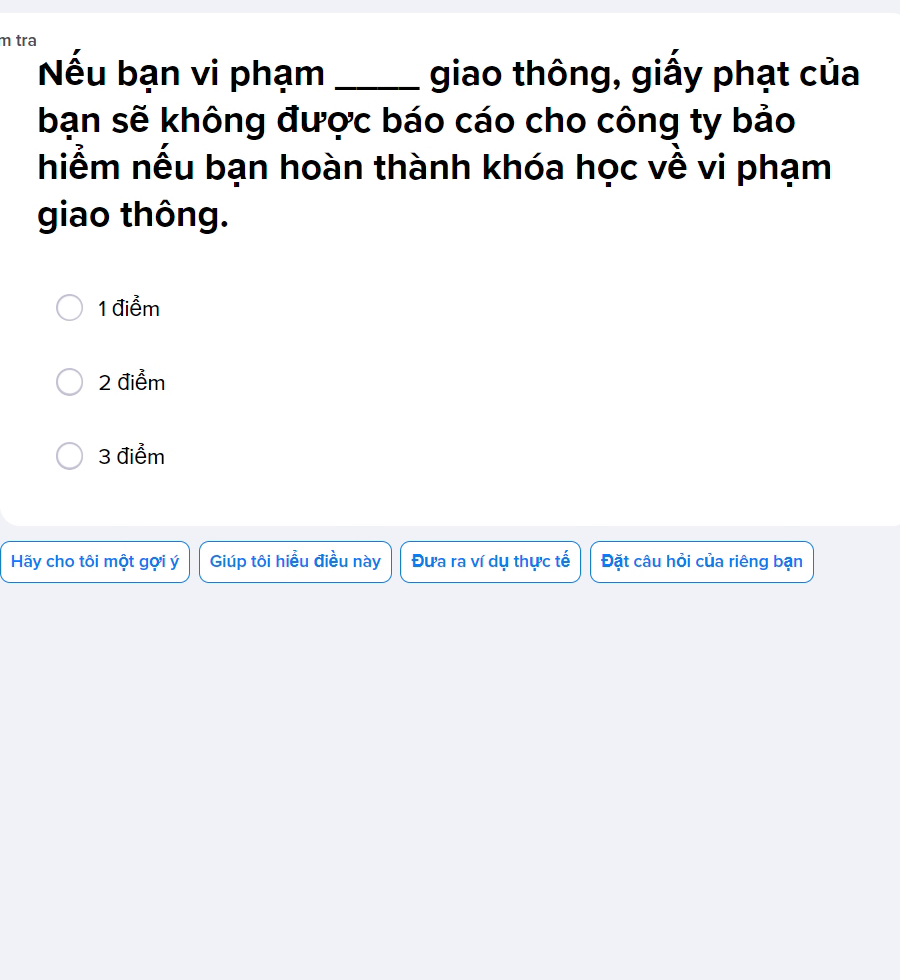 m tra
Nếu bạn vi phạm _____ giao thông, giấy phạt của
bạn sẽ không được báo cáo cho công ty bảo
hiểm nếu bạn hoàn thành khóa học về vi phạm
giao thông.
1 điểm
2 điểm
3 điểm
Hãy cho tôi một gợi ý
Giúp tôi hiểu điều này
Đưa ra ví dụ thực tế
Đặt câu hỏi của riêng bạn